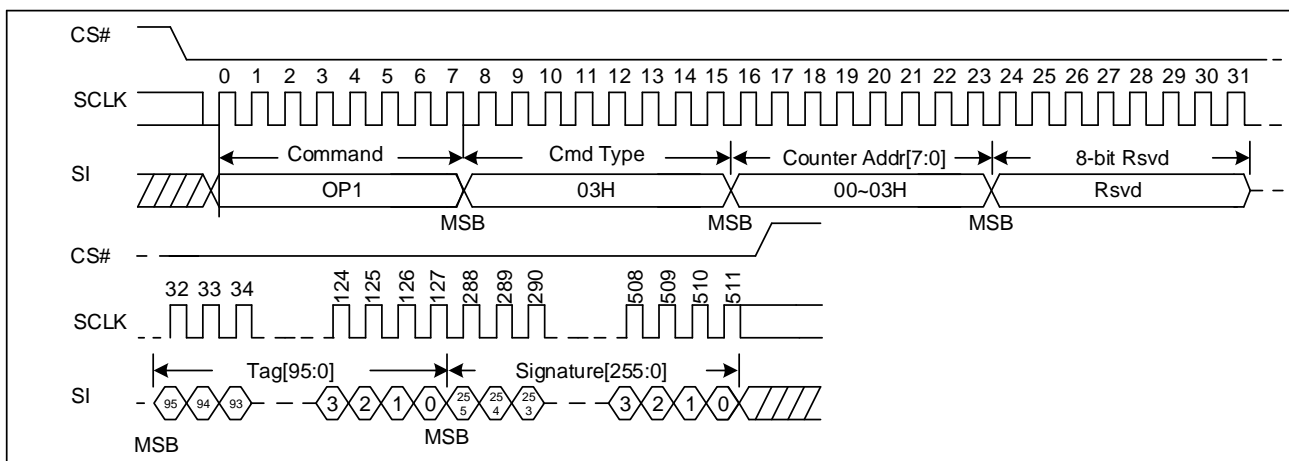 CS#
0 1 2 3 4 5 6 7 8 9 10 11 12 13 14 15 16 17 18 19 20 21 22 23 24 25 26 27 28 29 30 31
SCLK
Command Cmd Type Counter Addr[7:0] 8-bit Rsvd
SI
OP1 03H 00~03H Rsvd
MSB MSB MSB
CS#
32 33 34 124 125 126 127 288 289 290 508 509 510 511
SCLK
Tag[95:0] Signature[255:0]
SI
95 94 93 3 2 1 0 255 254 253 3 2 1 0
MSB MSB